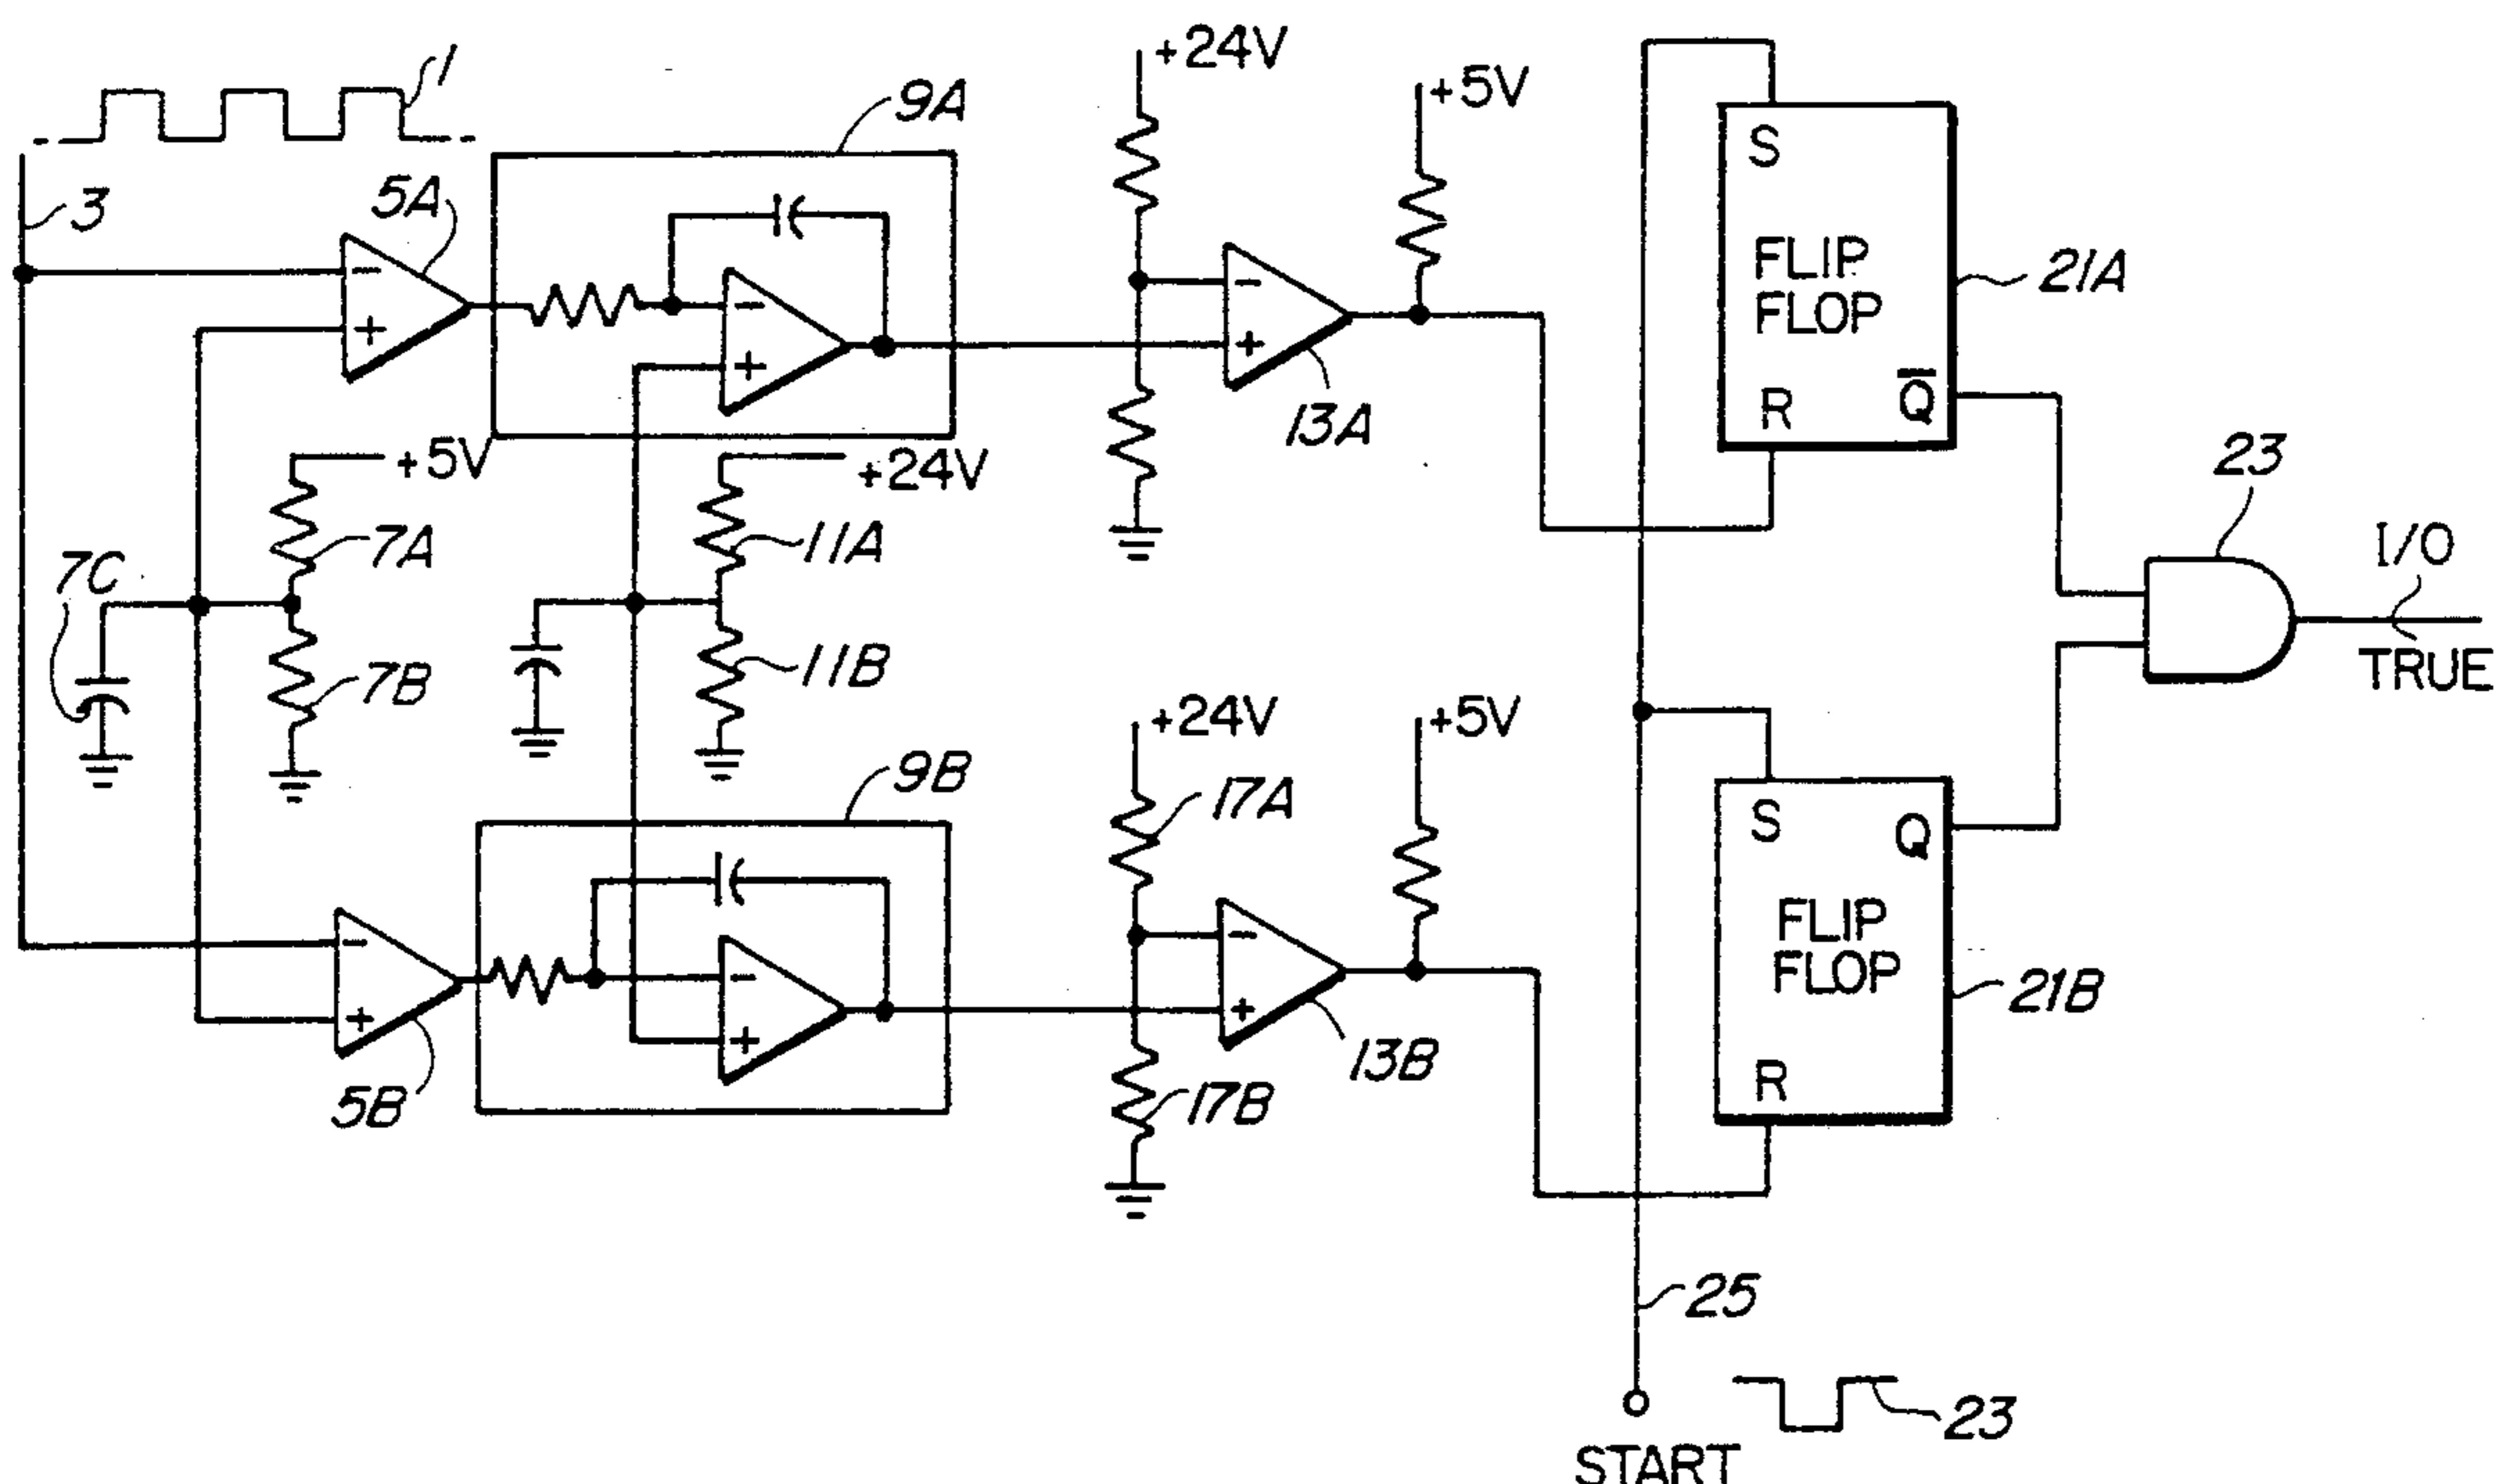 1
+24V
+5V
9A
3
5A
S
−
+
−
+
−
+
FLIP
FLOP
21A
R
Q̅
13A
+5V
+24V
23
7C
7A
11A
I/O
7B
11B
TRUE
+24V
+5V
9B
17A
S
Q
−
+
−
+
−
+
FLIP
FLOP
21B
13B
R
5B
17B
25
23
START